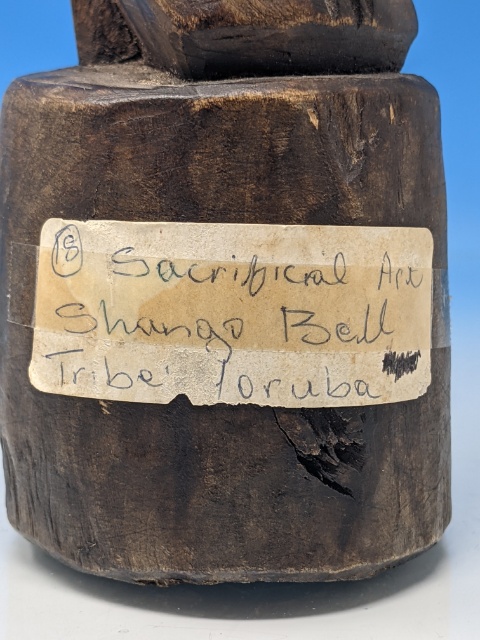 18 Sacrificial Art
Shango Bell
Tribe: Yoruba